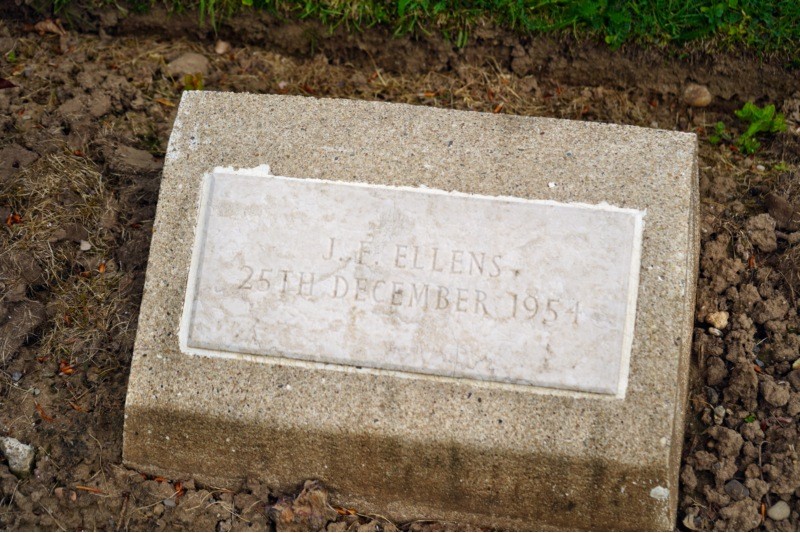 J. F. ELLENS
25TH DECEMBER 1954